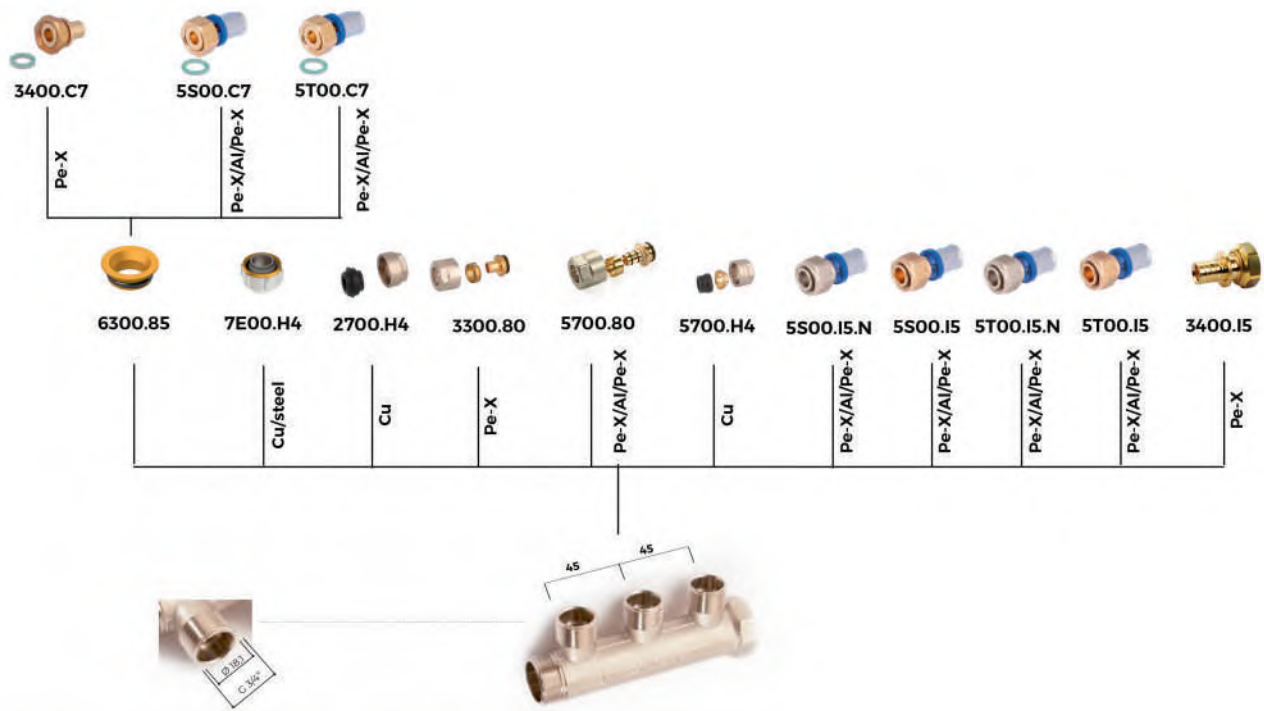 3400.C7
5S00.C7
5T00.C7
Pe-X
Pe-X/Al/Pe-X
Pe-X/Al/Pe-X
6300.85
7E00.H4
2700.H4
3300.80
5700.80
5700.H4
5S00.I5.N
5S00.I5
5T00.I5.N
5T00.I5
3400.I5
Cu/steel
Cu
Pe-X
Pe-X/Al/Pe-X
Cu
Pe-X/Al/Pe-X
Pe-X/Al/Pe-X
Pe-X/Al/Pe-X
Pe-X/Al/Pe-X
Pe-X
45
45
Ø 18,1
G 3/4"